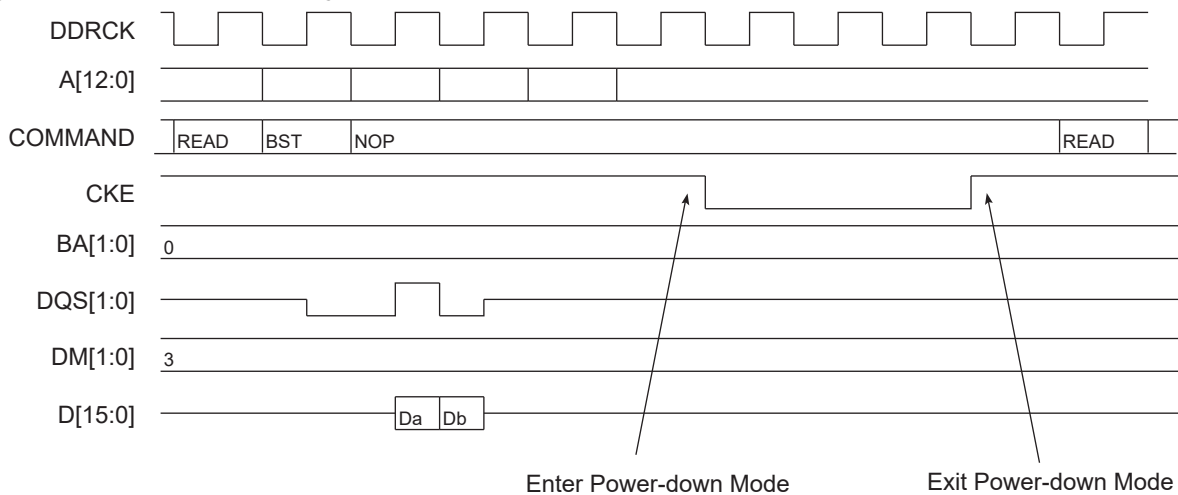 DDRCK
A[12:0]
COMMAND READ BST NOP READ
CKE
BA[1:0] 0
DQS[1:0]
DM[1:0] 3
D[15:0] Da Db
Enter Power-down Mode Exit Power-down Mode